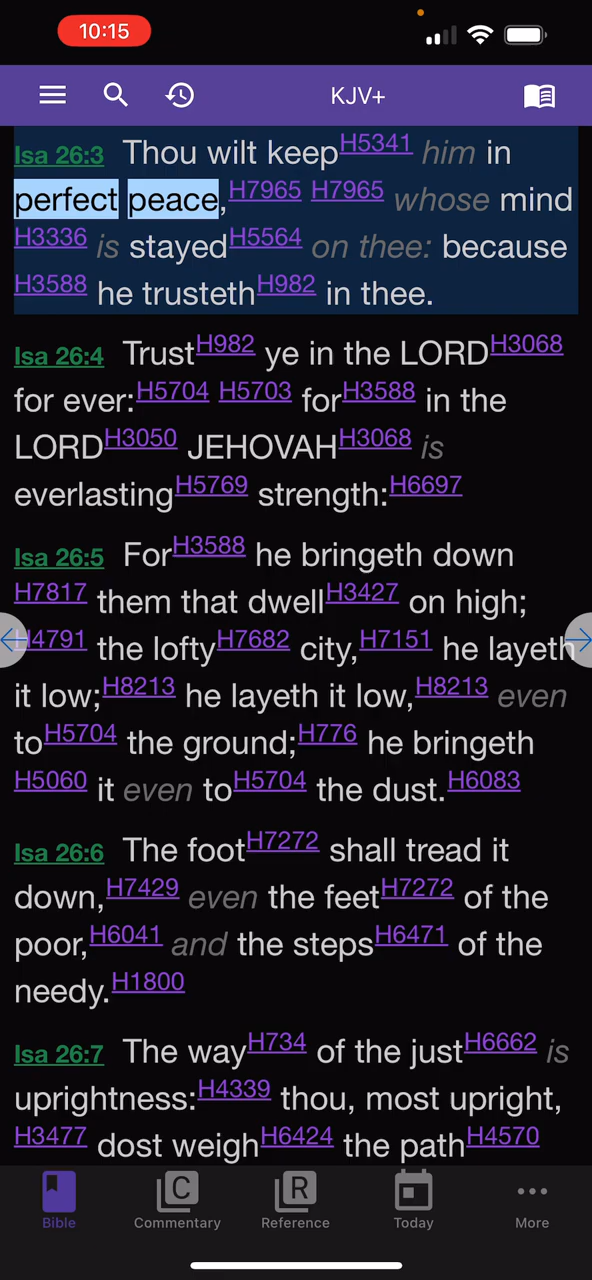 10:15
KJV+
Isa 26:3 Thou wilt keepH5341 him in
perfect peace,H7965 H7965 whose mind
H3336 is stayedH5564 on thee: because
H3588 he trustethH982 in thee.
Isa 26:4 TrustH982 ye in the LORDH3068
for ever:H5704 H5703 forH3588 in the
LORDH3050 JEHOVAHH3068 is
everlastingH5769 strength:H6697
Isa 26:5 ForH3588 he bringeth down
H7817 them that dwellH3427 on high;
H4791 the loftyH7682 city,H7151 he layeth
it low;H8213 he layeth it low,H8213 even
toH5704 the ground;H776 he bringeth
H5060 it even toH5704 the dust.H6083
Isa 26:6 The footH7272 shall tread it
down,H7429 even the feetH7272 of the
poor,H6041 and the stepsH6471 of the
needy.H1800
Isa 26:7 The wayH734 of the justH6662 is
uprightness:H4339 thou, most upright,
H3477 dost weighH6424 the pathH4570
C R
Bible Commentary Reference Today More